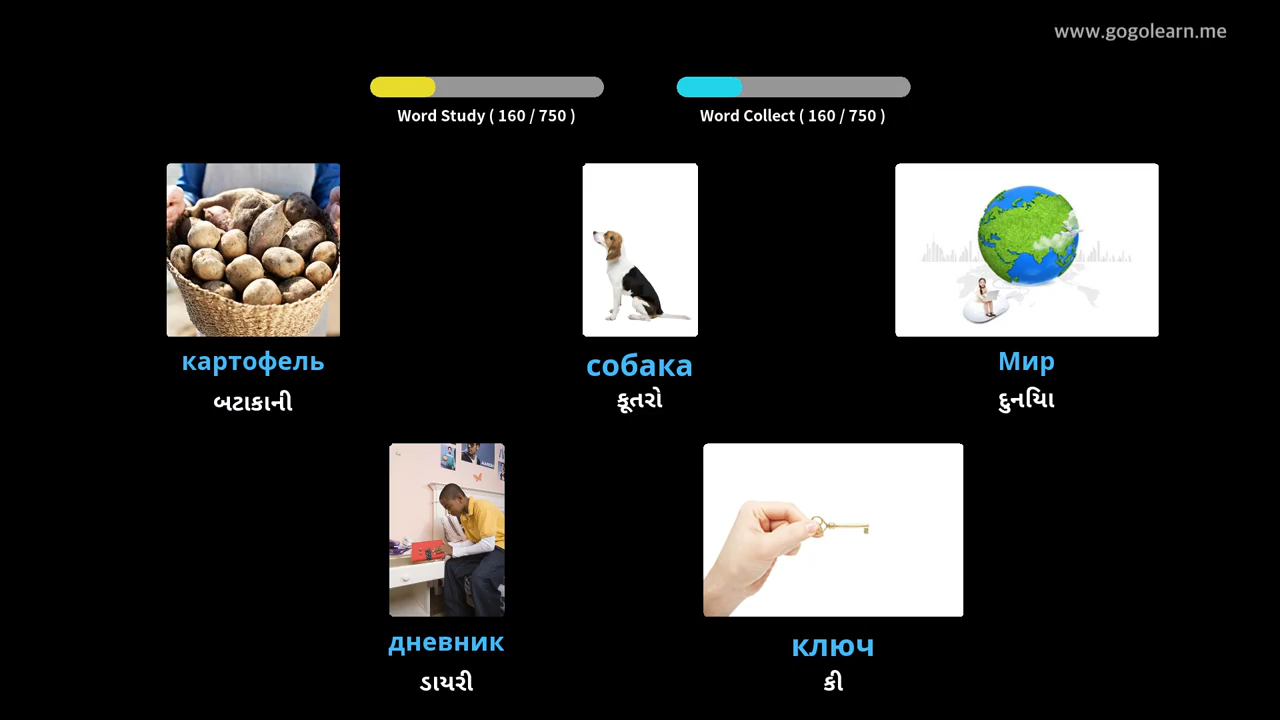 www.gogolearn.me
Word Study ( 160 / 750 )
Word Collect ( 160 / 750 )
картофель
собака
Мир
બટાકાની
કૂતરો
દુનિયા
дневник
ключ
ડાયરી
કી